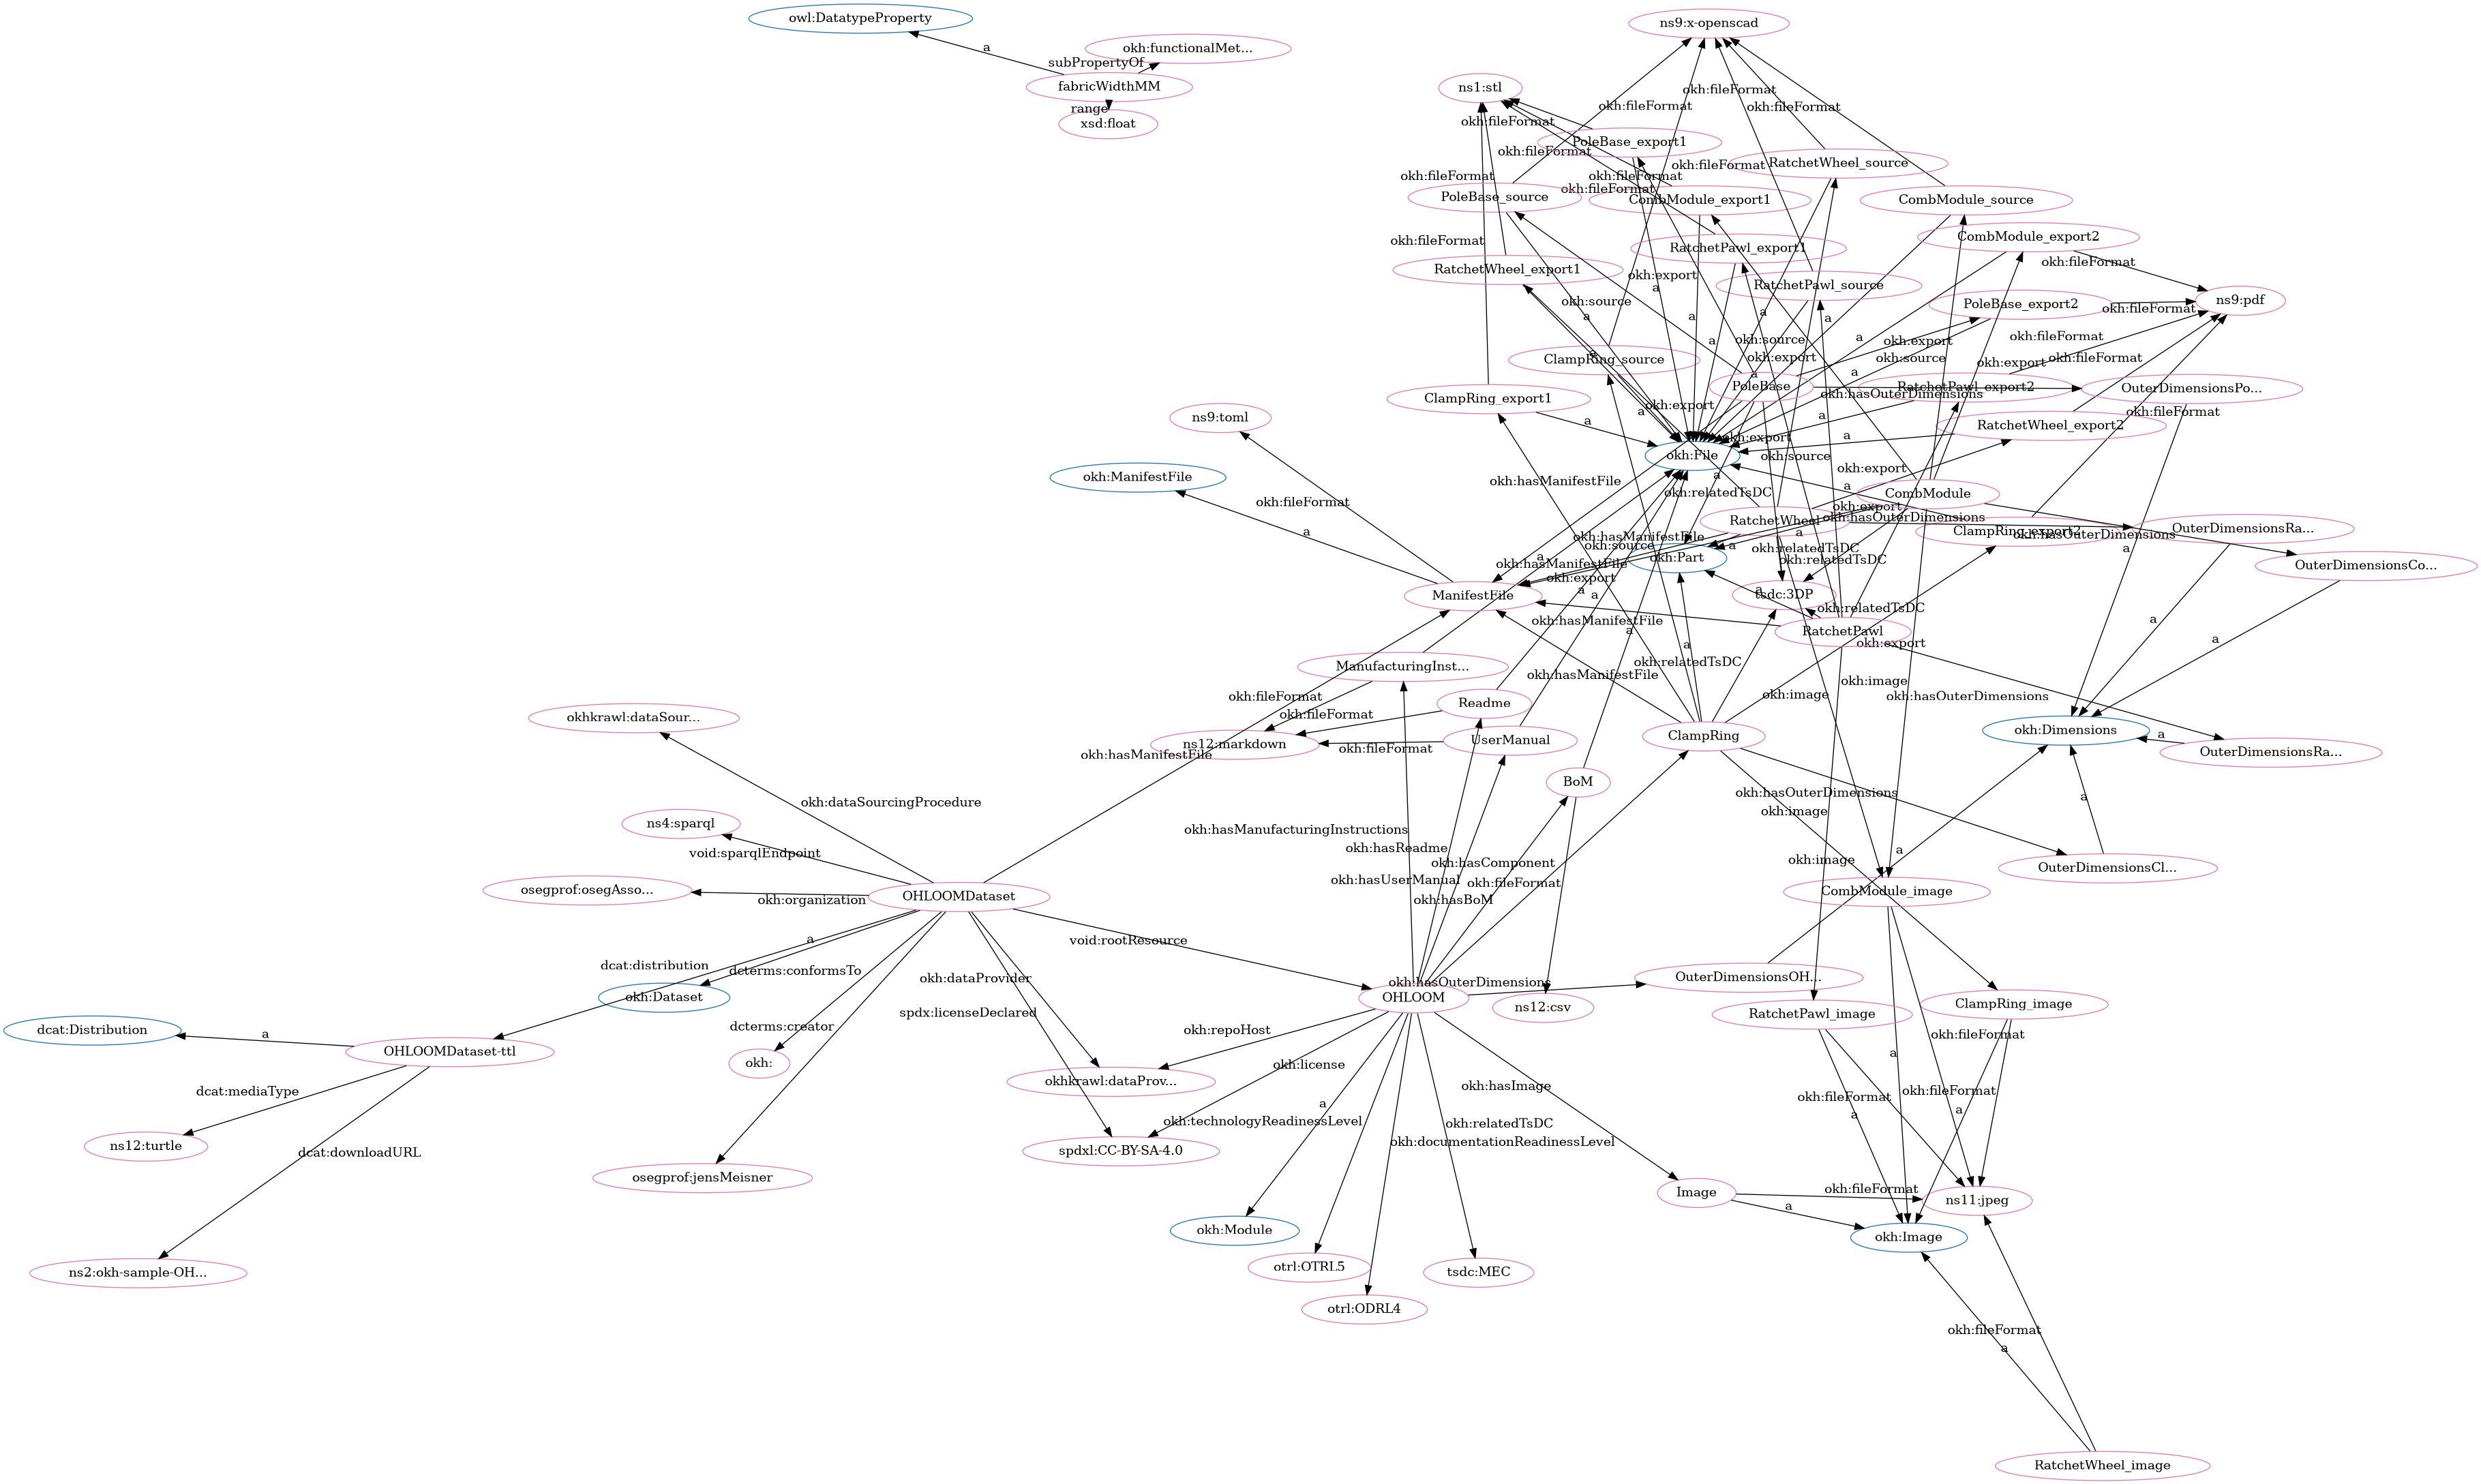 owl:DatatypeProperty
ns9:x-openscad
a
okh:functionalMet...
subPropertyOf
fabricWidthMM
ns1:stl
okh:fileFormat
okh:fileFormat
okh:fileFormat
range
xsd:float
okh:fileFormat
PoleBase_export1
okh:fileFormat
RatchetWheel_source
okh:fileFormat
okh:fileFormat
okh:fileFormat
okh:fileFormat
PoleBase_source
CombModule_export1
CombModule_source
okh:fileFormat
RatchetPawl_export1
CombModule_export2
okh:fileFormat
RatchetWheel_export1
okh:export
a
RatchetPawl_source
okh:source
a
a
a
a
PoleBase_export2
ns9:pdf
okh:fileFormat
okh:fileFormat
a
okh:source
a
okh:export
a
ClampRing_source
okh:export
okh:source
okh:fileFormat
okh:export
a
a
PoleBase
RatchetPawl_export2
OuterDimensionsPo...
okh:hasOuterDimensions
ClampRing_export1
okh:export
a
okh:fileFormat
ns9:toml
a
a
RatchetWheel_export2
okh:export
a
okh:File
okh:source
okh:ManifestFile
okh:hasManifestFile
a
okh:export
a
okh:relatedTsDC
CombModule
okh:fileFormat
okh:export
RatchetWheel
okh:hasOuterDimensions
OuterDimensionsRa...
a
a
okh:hasManifestFile
ClampRing_export2
okh:hasOuterDimensions
okh:source
a
okh:relatedTsDC
a
a
okh:Part
okh:relatedTsDC
okh:hasManifestFile
OuterDimensionsCo...
okh:export
a
a
a
tsdc:3DP
ManifestFile
okh:relatedTsDC
okh:hasManifestFile
a
RatchetPawl
a
a
okh:export
a
okh:relatedTsDC
ManufacturingInst...
okh:hasManifestFile
okh:image
okh:image
okh:hasOuterDimensions
okh:fileFormat
Readme
okhkrawl:dataSour...
okh:fileFormat
okh:Dimensions
ns12:markdown
UserManual
ClampRing
a
OuterDimensionsRa...
okh:fileFormat
okh:hasManifestFile
BoM
okh:hasOuterDimensions
a
okh:dataSourcingProcedure
okh:image
ns4:sparql
okh:hasManufacturingInstructions
okh:hasReadme
void:sparqlEndpoint
a
okh:hasComponent
okh:image
OuterDimensionsCl...
okh:hasUserManual
okh:fileFormat
osegprof:osegAsso...
OHLOOMDataset
okh:organization
okh:hasBoM
CombModule_image
a
void:rootResource
dcat:distribution
dcterms:conformsTo
okh:dataProvider
okh:hasOuterDimensions
OuterDimensionsOH...
okh:Dataset
OHLOOM
ns12:csv
ClampRing_image
spdx:licenseDeclared
RatchetPawl_image
dcat:Distribution
a
dcterms:creator
okh:repoHost
okh:fileFormat
OHLOOMDataset-ttl
okh:
okh:license
a
okhkrawl:dataProv...
okh:hasImage
dcat:mediaType
okh:fileFormat
okh:fileFormat
a
a
a
okh:technologyReadinessLevel
okh:relatedTsDC
okh:documentationReadinessLevel
ns12:turtle
dcat:downloadURL
spdxl:CC-BY-SA-4.0
osegprof:jensMeisner
Image
okh:fileFormat
ns11:jpeg
a
okh:Module
okh:Image
otrl:OTRL5
tsdc:MEC
ns2:okh-sample-OH...
otrl:ODRL4
okh:fileFormat
a
RatchetWheel_image